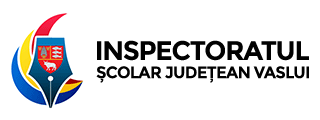 INSPECTORATUL
ȘCOLAR JUDEȚEAN VASLUI